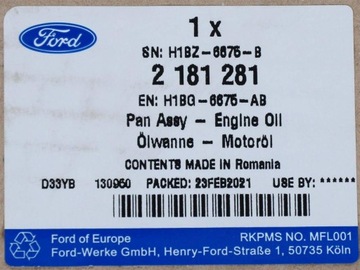 1 x
Ford
SN: H1BZ-6675-B
2 181 281
EN: H1BG-6675-AB
Pan Assy - Engine Oil
Ölwanne - Motoröl
CONTENTS MADE IN Romania
D33YB 130960 PACKED: 23FEB2021 USE BY: ******
Ford of Europe RKPMS NO. MFL001
Ford-Werke GmbH, Henry-Ford-Straße 1, 50735 Köln